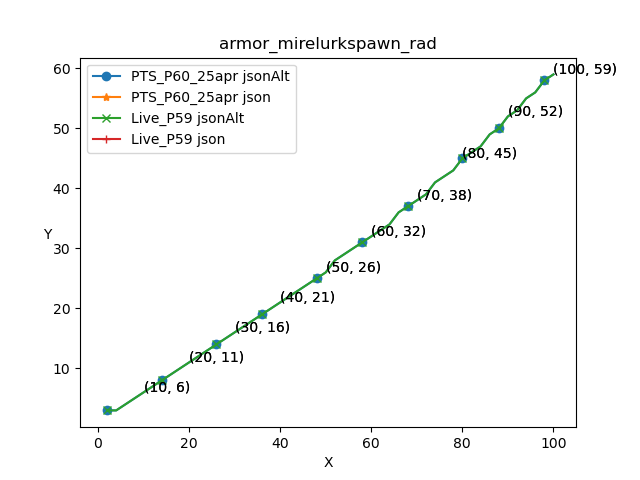 armor_mirelurkspawn_rad
PTS_P60_25apr jsonAlt
PTS_P60_25apr json
Live_P59 jsonAlt
Live_P59 json
(100, 59)
(90, 52)
(80, 45)
(70, 38)
(60, 32)
(50, 26)
(40, 21)
(30, 16)
(20, 11)
(10, 6)
60
50
40
30
20
10
Y
0 20 40 60 80 100
X